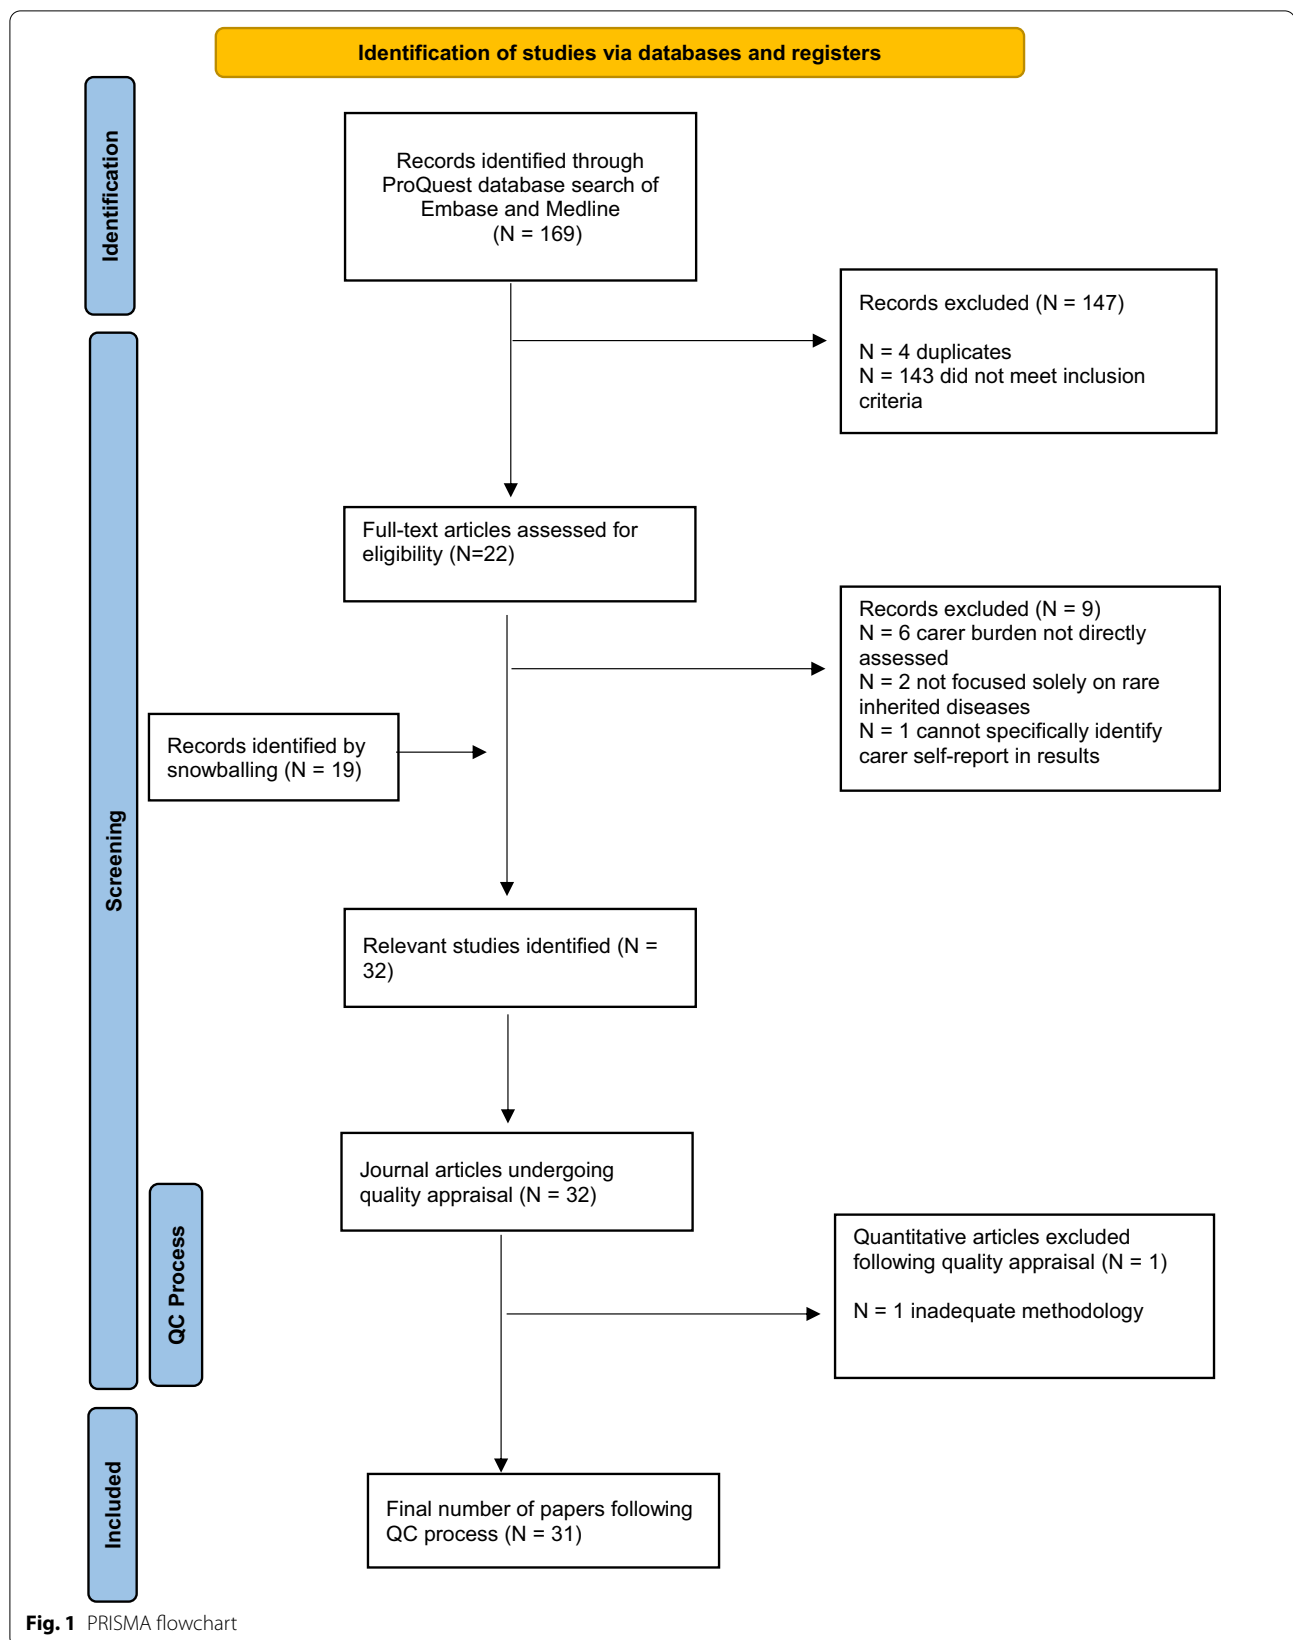 Identification of studies via databases and registers
Identification
Records identified through
ProQuest database search of
Embase and Medline
(N = 169)
Records excluded (N = 147)
N = 4 duplicates
N = 143 did not meet inclusion
criteria
Screening
Full-text articles assessed for
eligibility (N=22)
Records excluded (N = 9)
N = 6 carer burden not directly
assessed
N = 2 not focused solely on rare
inherited diseases
N = 1 cannot specifically identify
carer self-report in results
Records identified by
snowballing (N = 19)
Relevant studies identified (N =
32)
Journal articles undergoing
quality appraisal (N = 32)
QC Process
Quantitative articles excluded
following quality appraisal (N = 1)
N = 1 inadequate methodology
Included
Final number of papers following
QC process (N = 31)
Fig. 1 PRISMA flowchart